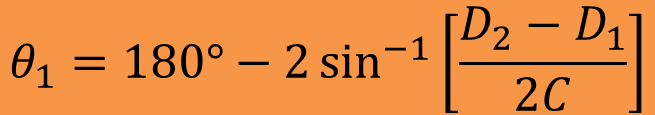 θ₁ = 180° − 2 sin⁻¹ [(D₂ − D₁)/(2C)]